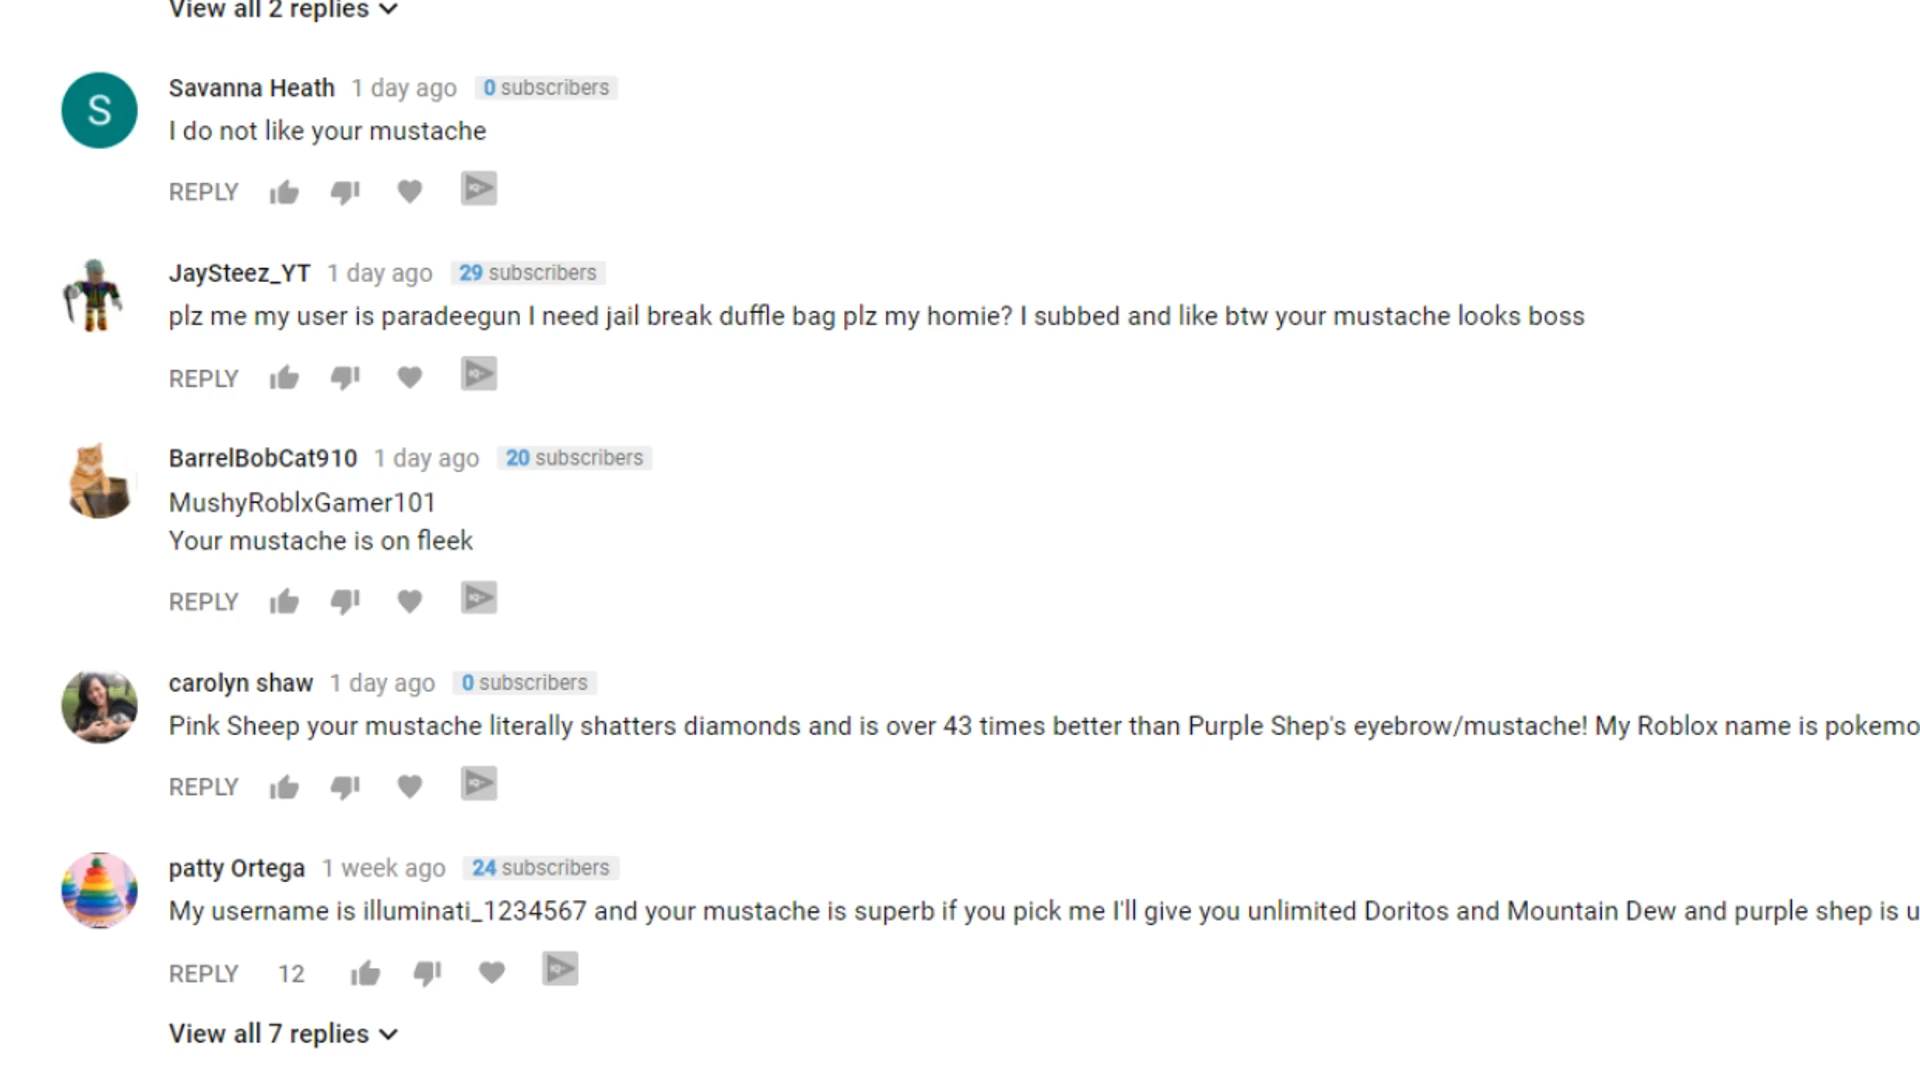 View all 2 replies
Savanna Heath 1 day ago 0 subscribers
S
I do not like your mustache
REPLY
JaySteez_YT 1 day ago 29 subscribers
plz me my user is paradeegun I need jail break duffle bag plz my homie? I subbed and like btw your mustache looks boss
REPLY
BarrelBobCat910 1 day ago 20 subscribers
MushyRoblxGamer101
Your mustache is on fleek
REPLY
carolyn shaw 1 day ago 0 subscribers
Pink Sheep your mustache literally shatters diamonds and is over 43 times better than Purple Shep's eyebrow/mustache! My Roblox name is pokemo
REPLY
patty Ortega 1 week ago 24 subscribers
My username is illuminati_1234567 and your mustache is superb if you pick me I'll give you unlimited Doritos and Mountain Dew and purple shep is u
REPLY 12
View all 7 replies